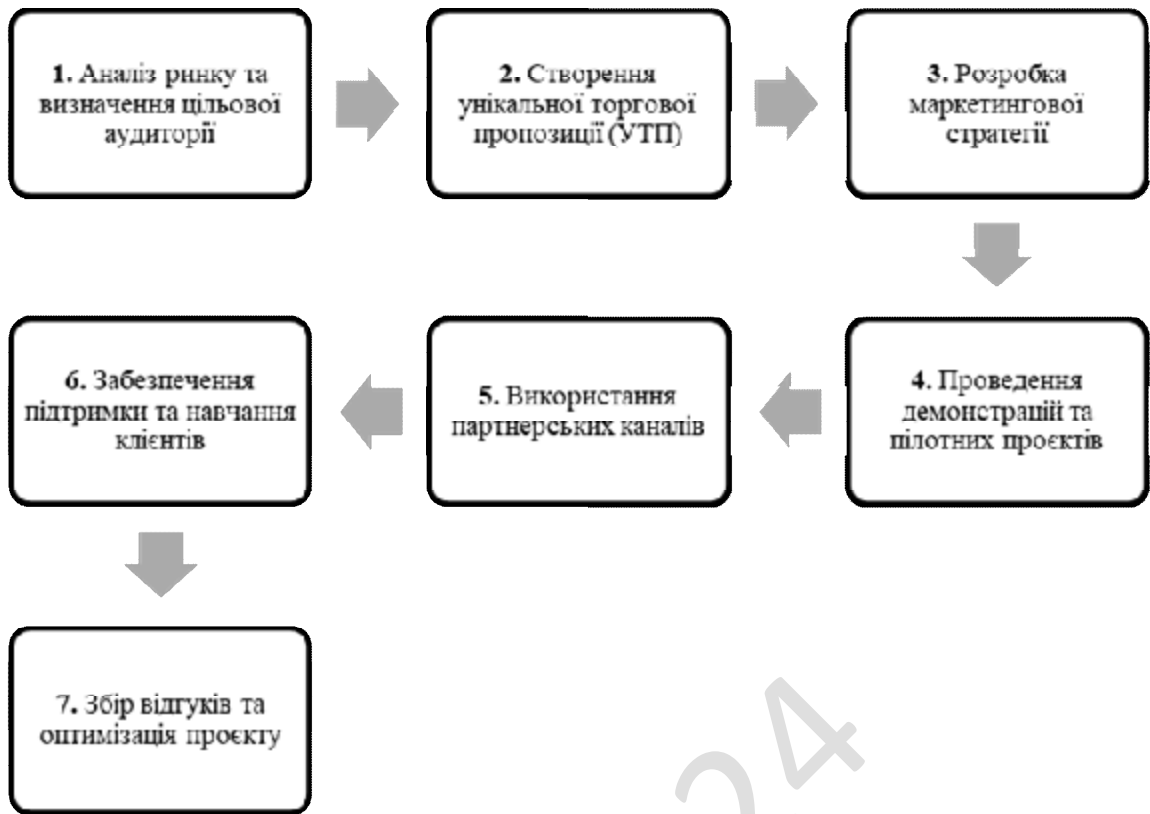 1. Аналіз ринку та
визначення цільової
аудиторії
2. Створення
унікальної торгової
пропозиції (УТП)
3. Розробка
маркетингової
стратегії
4. Проведення
демонстрацій та
пілотних проєктів
5. Використання
партнерських каналів
6. Забезпечення
підтримки та навчання
клієнтів
7. Збір відгуків та
оптимізація проєкту
24